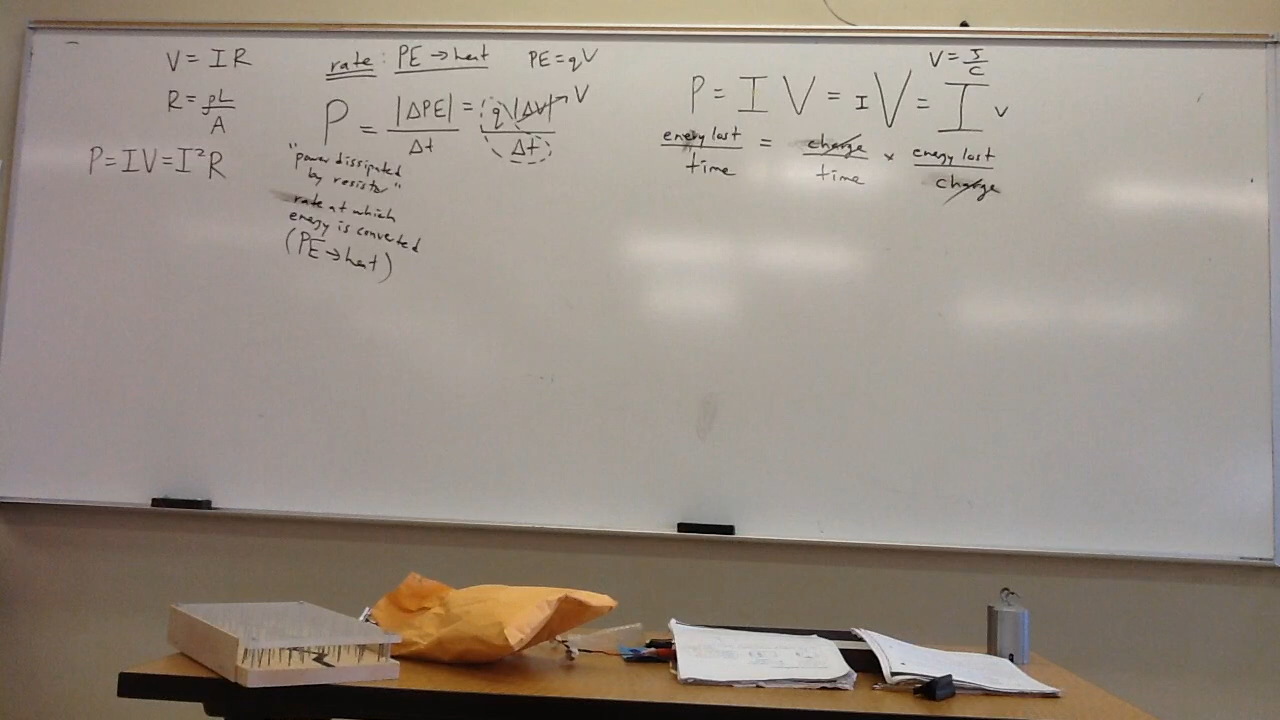 V = IR
R = ρL/A
P = IV = I²R
rate: PE → heat
PE = qV
P = |ΔPE|/Δt = q|ΔV|/Δt → V
"power dissipated
by resistor"
rate at which
energy is converted
(PE → heat)
V = J/C
P = I V = I V = I V
energy lost/time = charge/time × energy lost/charge